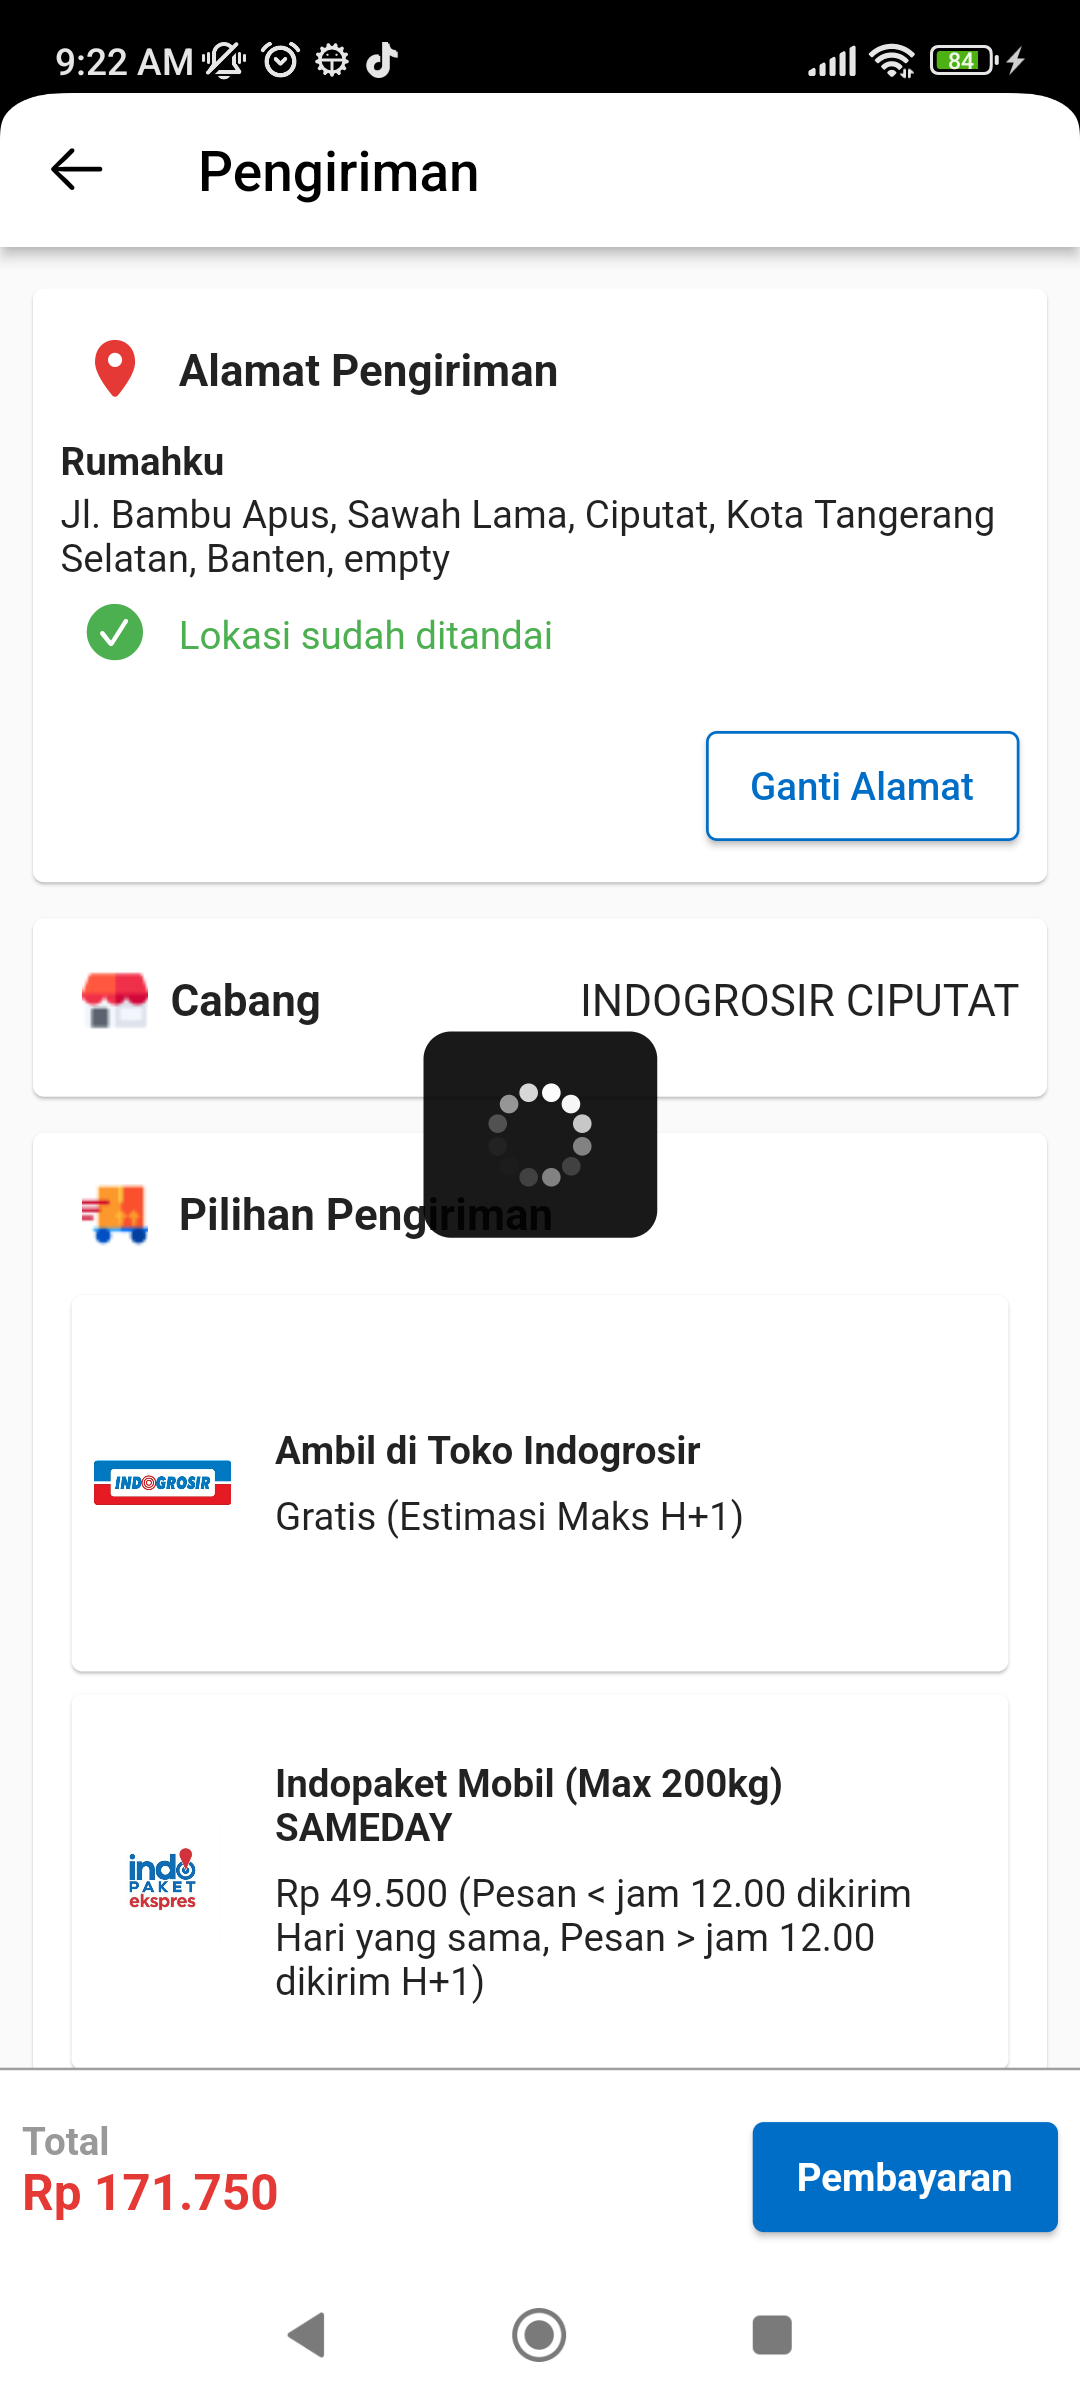 9:22 AM
84
Pengiriman
Alamat Pengiriman
Rumahku
Jl. Bambu Apus, Sawah Lama, Ciputat, Kota Tangerang
Selatan, Banten, empty
Lokasi sudah ditandai
Ganti Alamat
Cabang
INDOGROSIR CIPUTAT
Pilihan Pengiriman
INDOGROSIR
Ambil di Toko Indogrosir
Gratis (Estimasi Maks H+1)
Indopaket Mobil (Max 200kg)
SAMEDAY
indo
PAKET
ekspres
Rp 49.500 (Pesan < jam 12.00 dikirim
Hari yang sama, Pesan > jam 12.00
dikirim H+1)
Total
Rp 171.750
Pembayaran